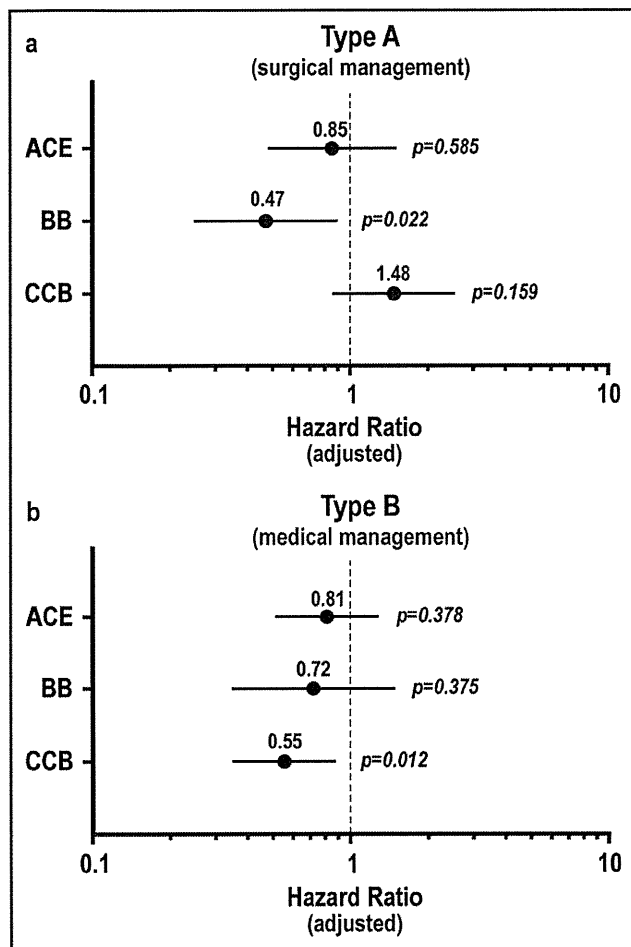 a
Type A
(surgical management)
ACE
0.85
p=0.585
BB
0.47
p=0.022
CCB
1.48
p=0.159
0.1
1
10
Hazard Ratio
(adjusted)
b
Type B
(medical management)
ACE
0.81
p=0.378
BB
0.72
p=0.375
CCB
0.55
p=0.012
0.1
1
10
Hazard Ratio
(adjusted)